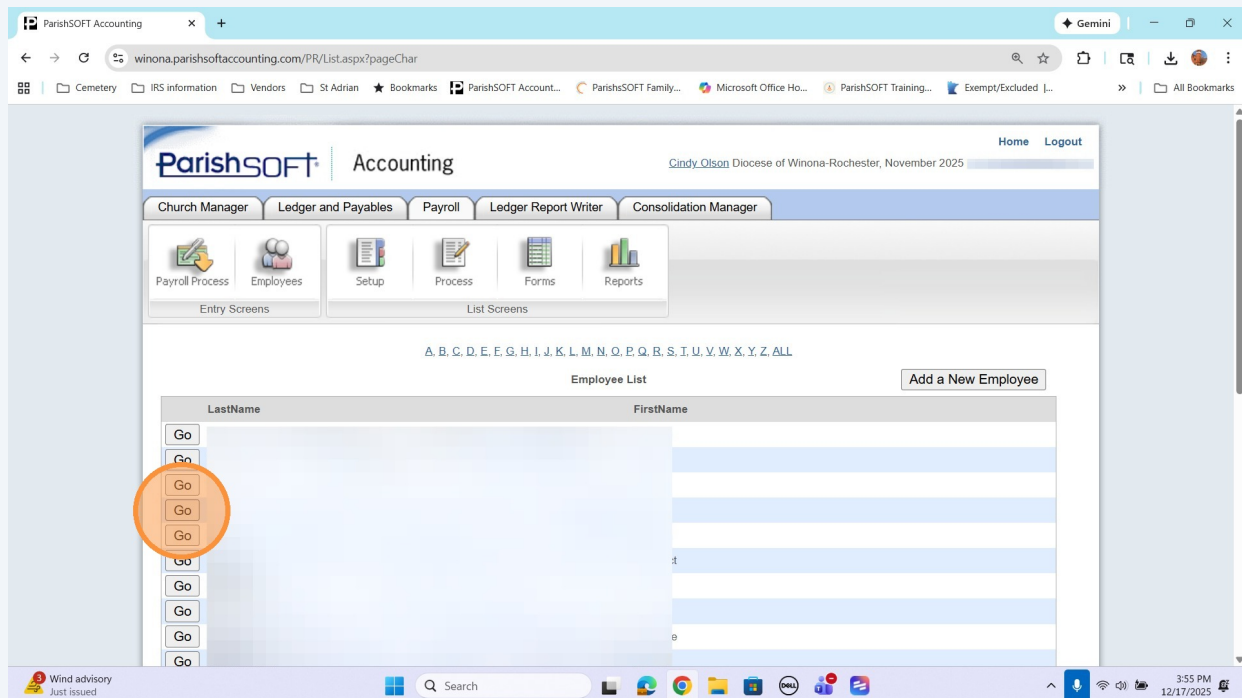 ParishSOFT Accounting
Gemini
winona.parishsoftaccounting.com/PR/List.aspx?pageChar
Cemetery IRS information Vendors St Adrian Bookmarks ParishSOFT Account... ParishsSOFT Family... Microsoft Office Ho... ParishSOFT Training... Exempt/Excluded |... » All Bookmarks
Home Logout
ParishSOFT Accounting
Cindy Olson Diocese of Winona-Rochester, November 2025
Church Manager Ledger and Payables Payroll Ledger Report Writer Consolidation Manager
Payroll Process Employees Setup Process Forms Reports
Entry Screens List Screens
A, B, C, D, E, F, G, H, I, J, K, L, M, N, O, P, Q, R, S, T, U, V, W, X, Y, Z, ALL
Employee List Add a New Employee
LastName FirstName
Go
Go
Go
Go
Go
Go
Go
Go
Go
Go
3 Wind advisory
Just issued
Search
DELL
3:55 PM
12/17/2025